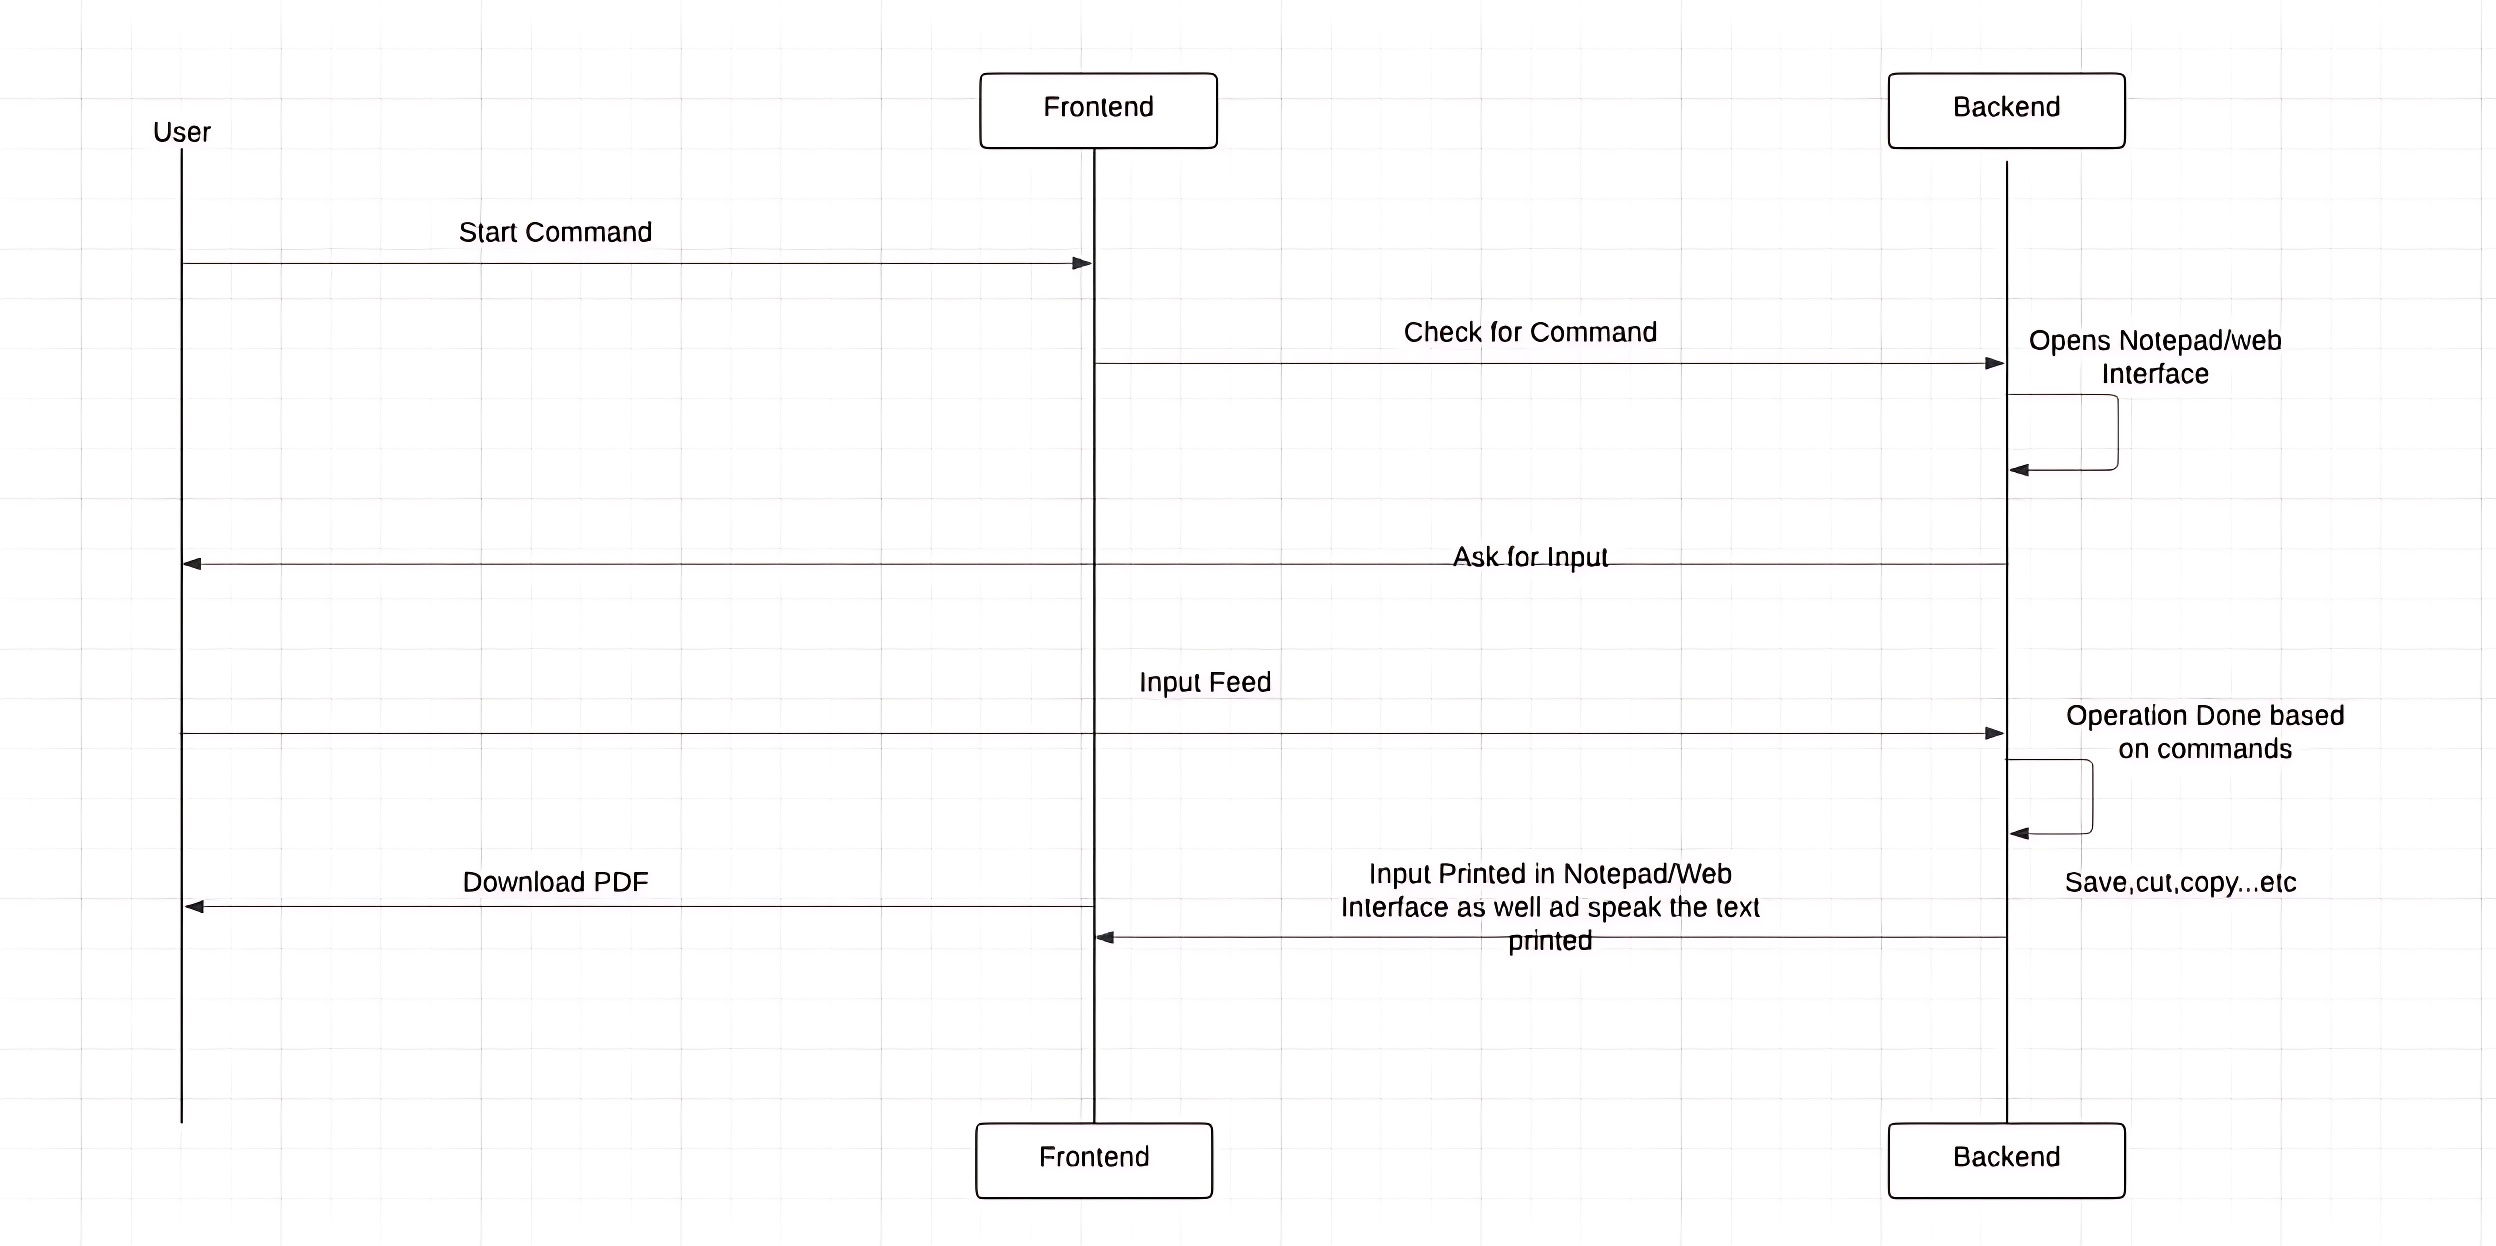 Frontend
Backend
User
Start Command
Check for Command
Opens Notepad/web
Interface
Ask for Input
Input Feed
Operation Done based
on commands
Download PDF
Input Printed in Notepad/Web
Interface as well ad speak the text
printed
Save,cut,copy...etc
Frontend
Backend